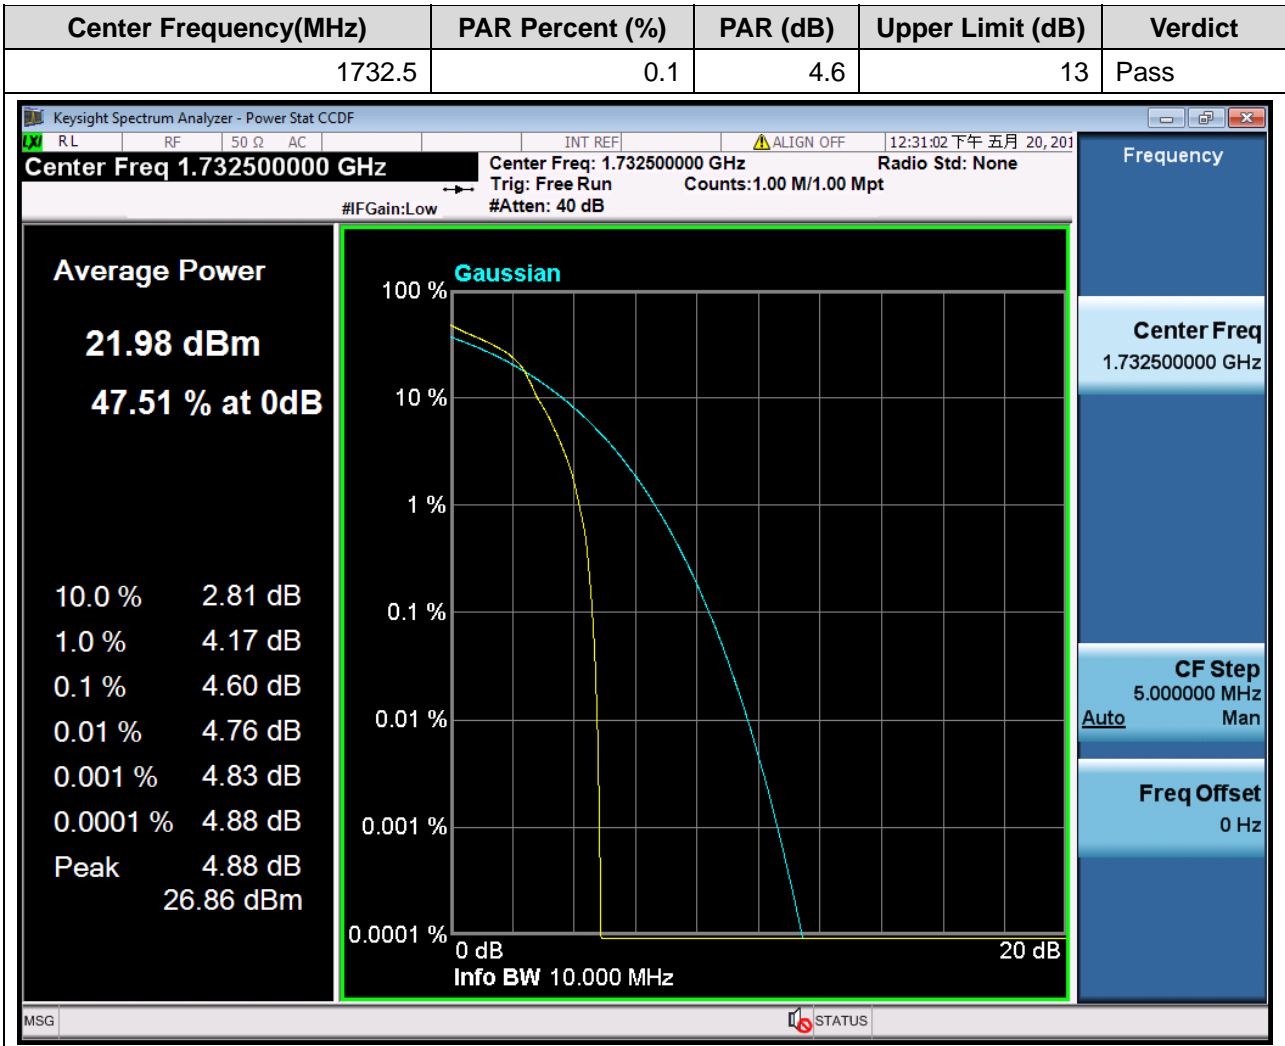 Center Frequency(MHz) PAR Percent (%) PAR (dB) Upper Limit (dB) Verdict
1732.5 0.1 4.6 13 Pass
Keysight Spectrum Analyzer - Power Stat CCDF
LXI RL RF 50 Ω AC INT REF ALIGN OFF 12:31:02 下午 五月 20, 201
Center Freq 1.732500000 GHz
Center Freq: 1.732500000 GHz Radio Std: None
Trig: Free Run Counts:1.00 M/1.00 Mpt
#IFGain:Low #Atten: 40 dB
Frequency
Average Power
21.98 dBm
47.51 % at 0dB
10.0 % 2.81 dB
1.0 % 4.17 dB
0.1 % 4.60 dB
0.01 % 4.76 dB
0.001 % 4.83 dB
0.0001 % 4.88 dB
Peak 4.88 dB
26.86 dBm
Gaussian
100 %
10 %
1 %
0.1 %
0.01 %
0.001 %
0.0001 %
0 dB 20 dB
Info BW 10.000 MHz
Center Freq
1.732500000 GHz
CF Step
5.000000 MHz
Auto Man
Freq Offset
0 Hz
MSG STATUS